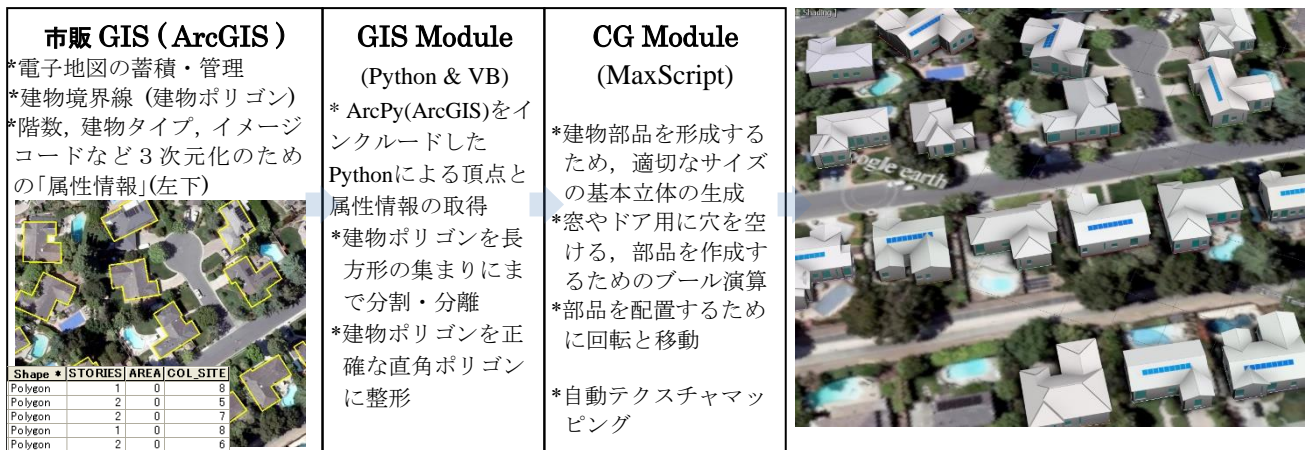 市販 GIS ( ArcGIS )
*電子地図の蓄積・管理
*建物境界線 (建物ポリゴン)
*階数, 建物タイプ, イメージ
コードなど３次元化のため
の「属性情報」(左下)
Shape * STORIES AREA COL_SITE
Polygon 1 0 8
Polygon 2 0 5
Polygon 2 0 7
Polygon 1 0 8
Polygon 2 0 6
GIS Module
(Python & VB)
* ArcPy(ArcGIS)をイ
ンクルードした
Pythonによる頂点と
属性情報の取得
*建物ポリゴンを長
方形の集まりにま
で分割・分離
*建物ポリゴンを正
確な直角ポリゴン
に整形
CG Module
(MaxScript)
*建物部品を形成する
ため，適切なサイズ
の基本立体の生成
*窓やドア用に穴を空
ける，部品を作成す
るためのブール演算
*部品を配置するため
に回転と移動
*自動テクスチャマッ
ピング
Shading ]
oogle earth